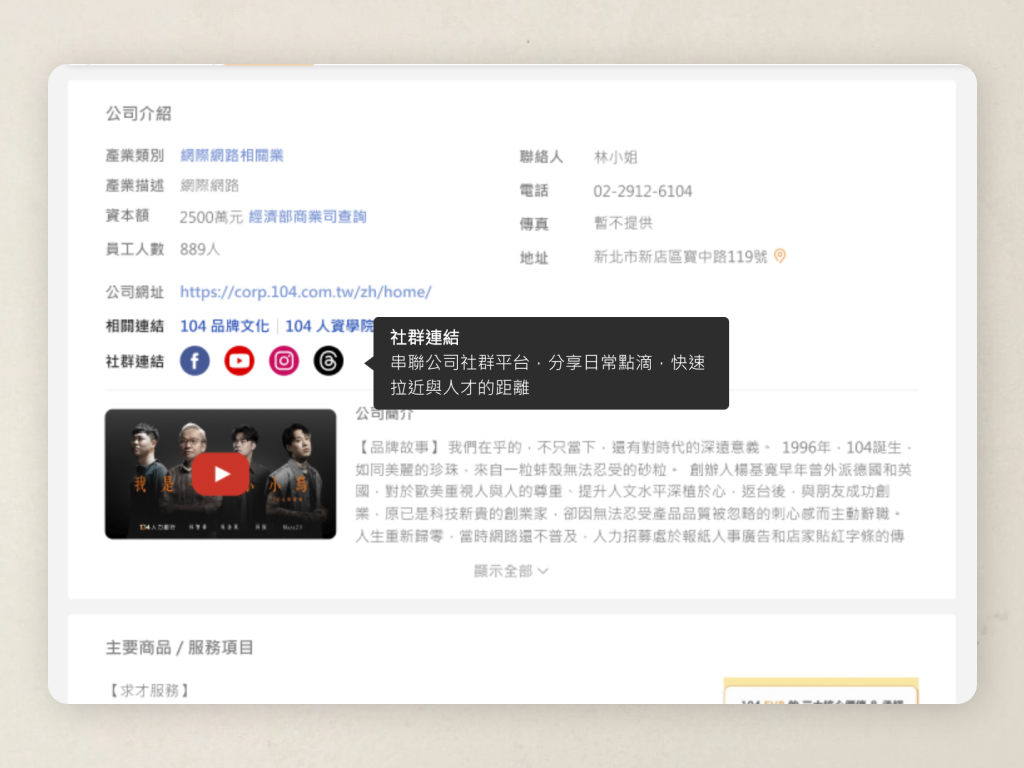 公司介紹
產業類別 網際網路相關業
產業描述 網際網路
資本額 2500萬元 經濟部商業司查詢
員工人數 889人
聯絡人 林小姐
電話 02-2912-6104
傳真 暫不提供
地址 新北市新店區寶中路119號
公司網址 https://corp.104.com.tw/zh/home/
相關連結 104 品牌文化 104 人資學院
社群連結
社群連結
串聯公司社群平台，分享日常點滴，快速
拉近與人才的距離
公司簡介
【品牌故事】我們在乎的，不只當下，還有對時代的深遠意義。 1996年，104誕生，
如同美麗的珍珠，來自一粒蚌殼無法忍受的砂粒。 創辦人楊基寬早年曾外派德國和英
國，對於歐美重視人與人的尊重、提升人文水平深植於心，返台後，與朋友成功創
業，原已是科技新貴的創業家，卻因無法忍受產品品質被忽略的刺心感而主動辭職。
人生重新歸零，當時網路還不普及，人力招募處於報紙人事廣告和店家貼紅字條的傳
我是 小小鳥
104人力銀行
顯示全部
主要商品 / 服務項目
【求才服務】